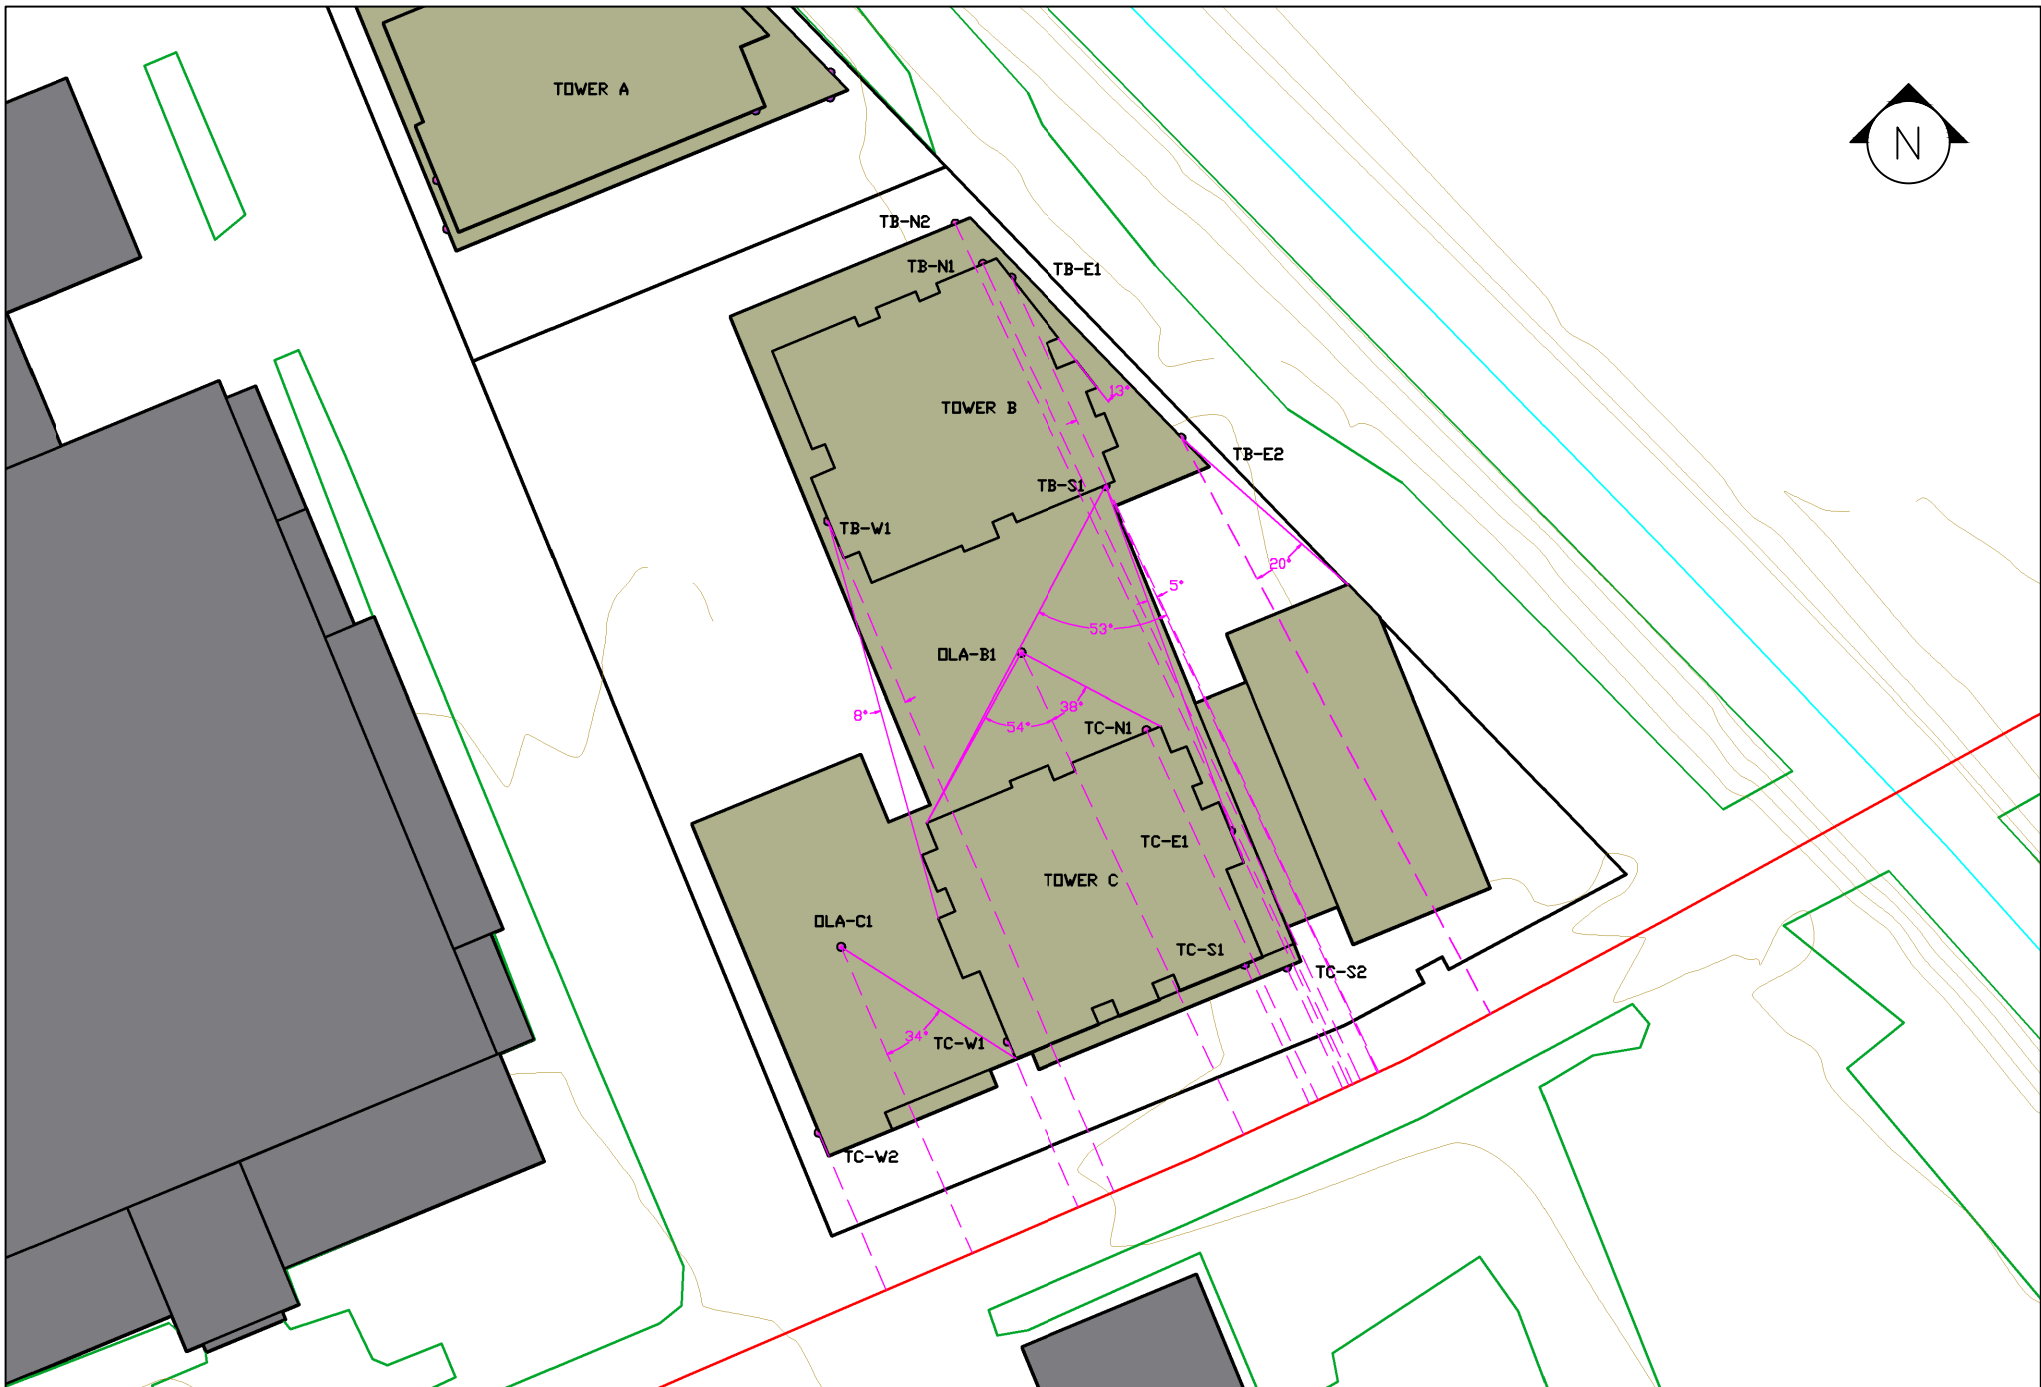 TOWER A
N
TB-N2
TB-N1
TB-E1
13°
TOWER B
TB-E2
TB-S1
TB-W1
20°
5°
53°
OLA-B1
38°
8°
54°
TC-N1
TC-E1
TOWER C
OLA-C1
TC-S1
TC-S2
34°
TC-W1
TC-W2